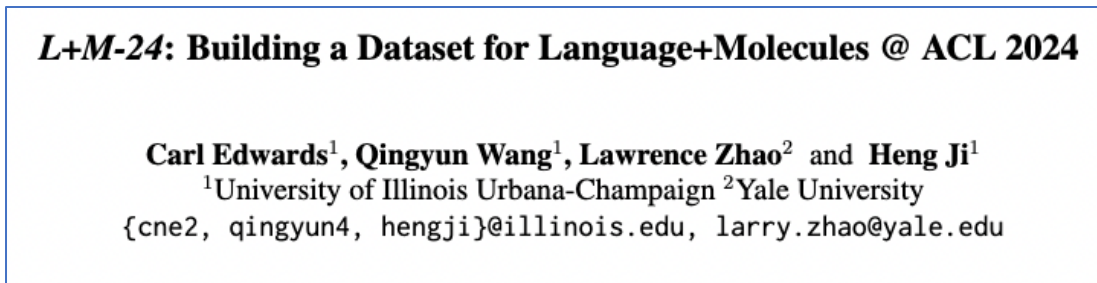 L+M-24: Building a Dataset for Language+Molecules @ ACL 2024
Carl Edwards¹, Qingyun Wang¹, Lawrence Zhao² and Heng Ji¹
¹University of Illinois Urbana-Champaign ²Yale University
{cne2, qingyun4, hengji}@illinois.edu, larry.zhao@yale.edu